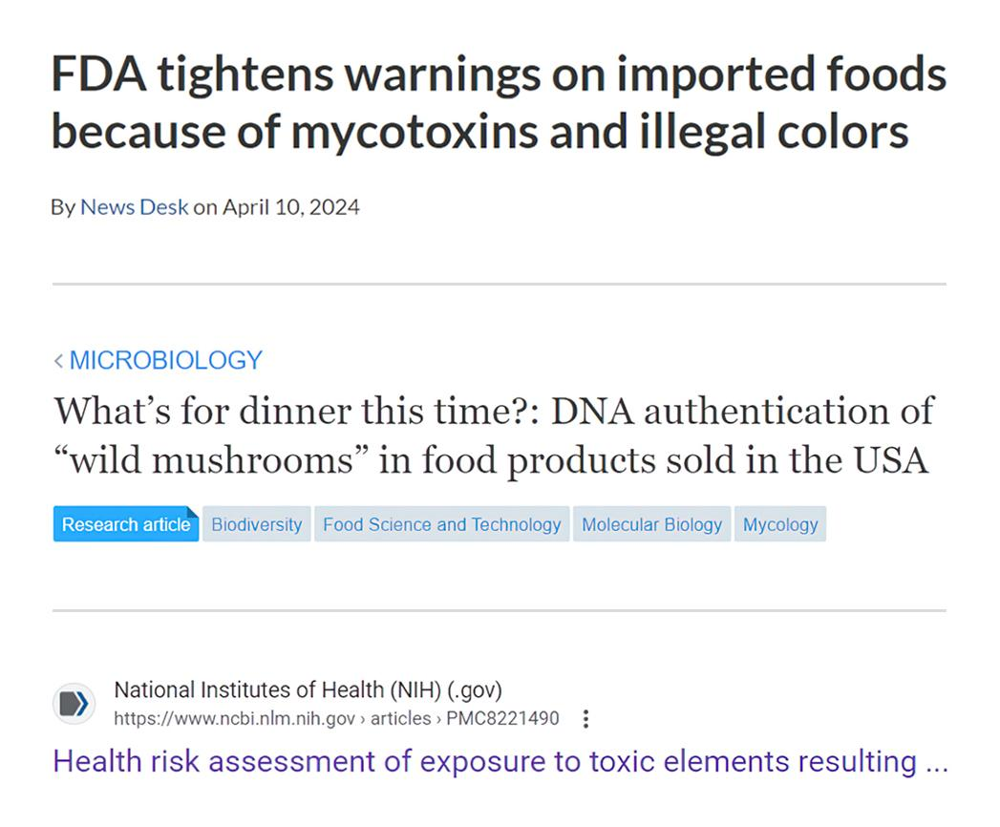 FDA tightens warnings on imported foods
because of mycotoxins and illegal colors
By News Desk on April 10, 2024
< MICROBIOLOGY
What’s for dinner this time?: DNA authentication of
“wild mushrooms” in food products sold in the USA
Research article Biodiversity Food Science and Technology Molecular Biology Mycology
National Institutes of Health (NIH) (.gov)
https://www.ncbi.nlm.nih.gov › articles › PMC8221490
Health risk assessment of exposure to toxic elements resulting ...